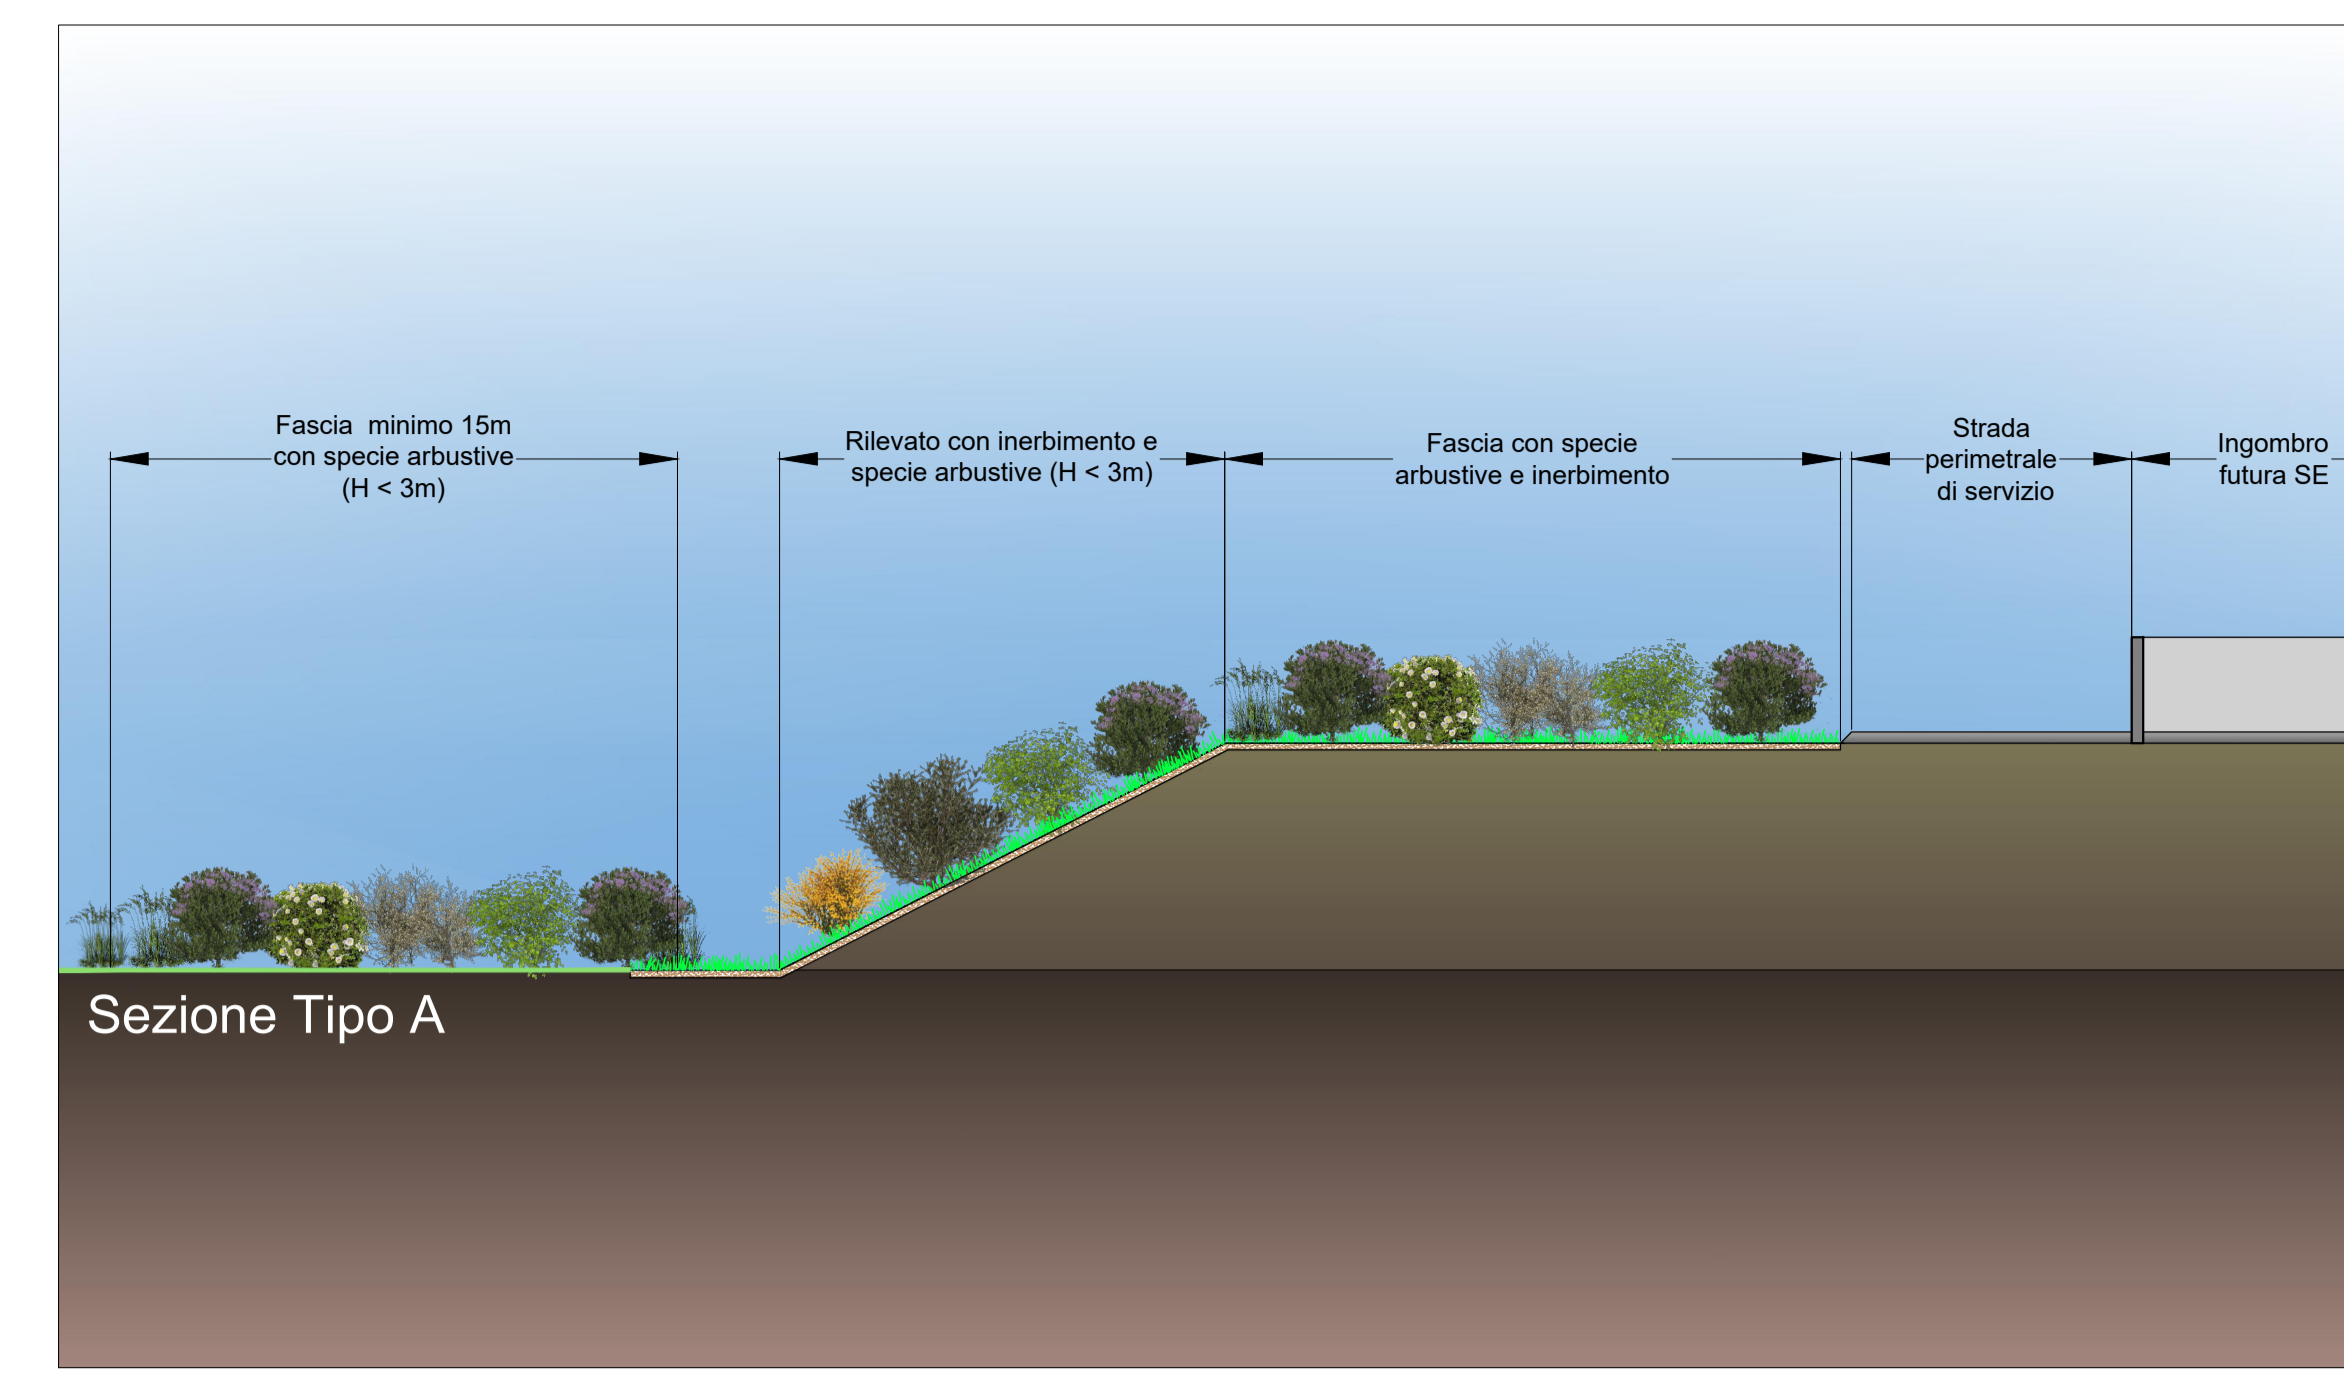 Fascia  minimo 15m
con specie arbustive
(H < 3m)
Rilevato con inerbimento e
specie arbustive (H < 3m)
Fascia con specie
arbustive e inerbimento
Strada
perimetrale
di servizio
Ingombro
futura SE
Sezione Tipo A